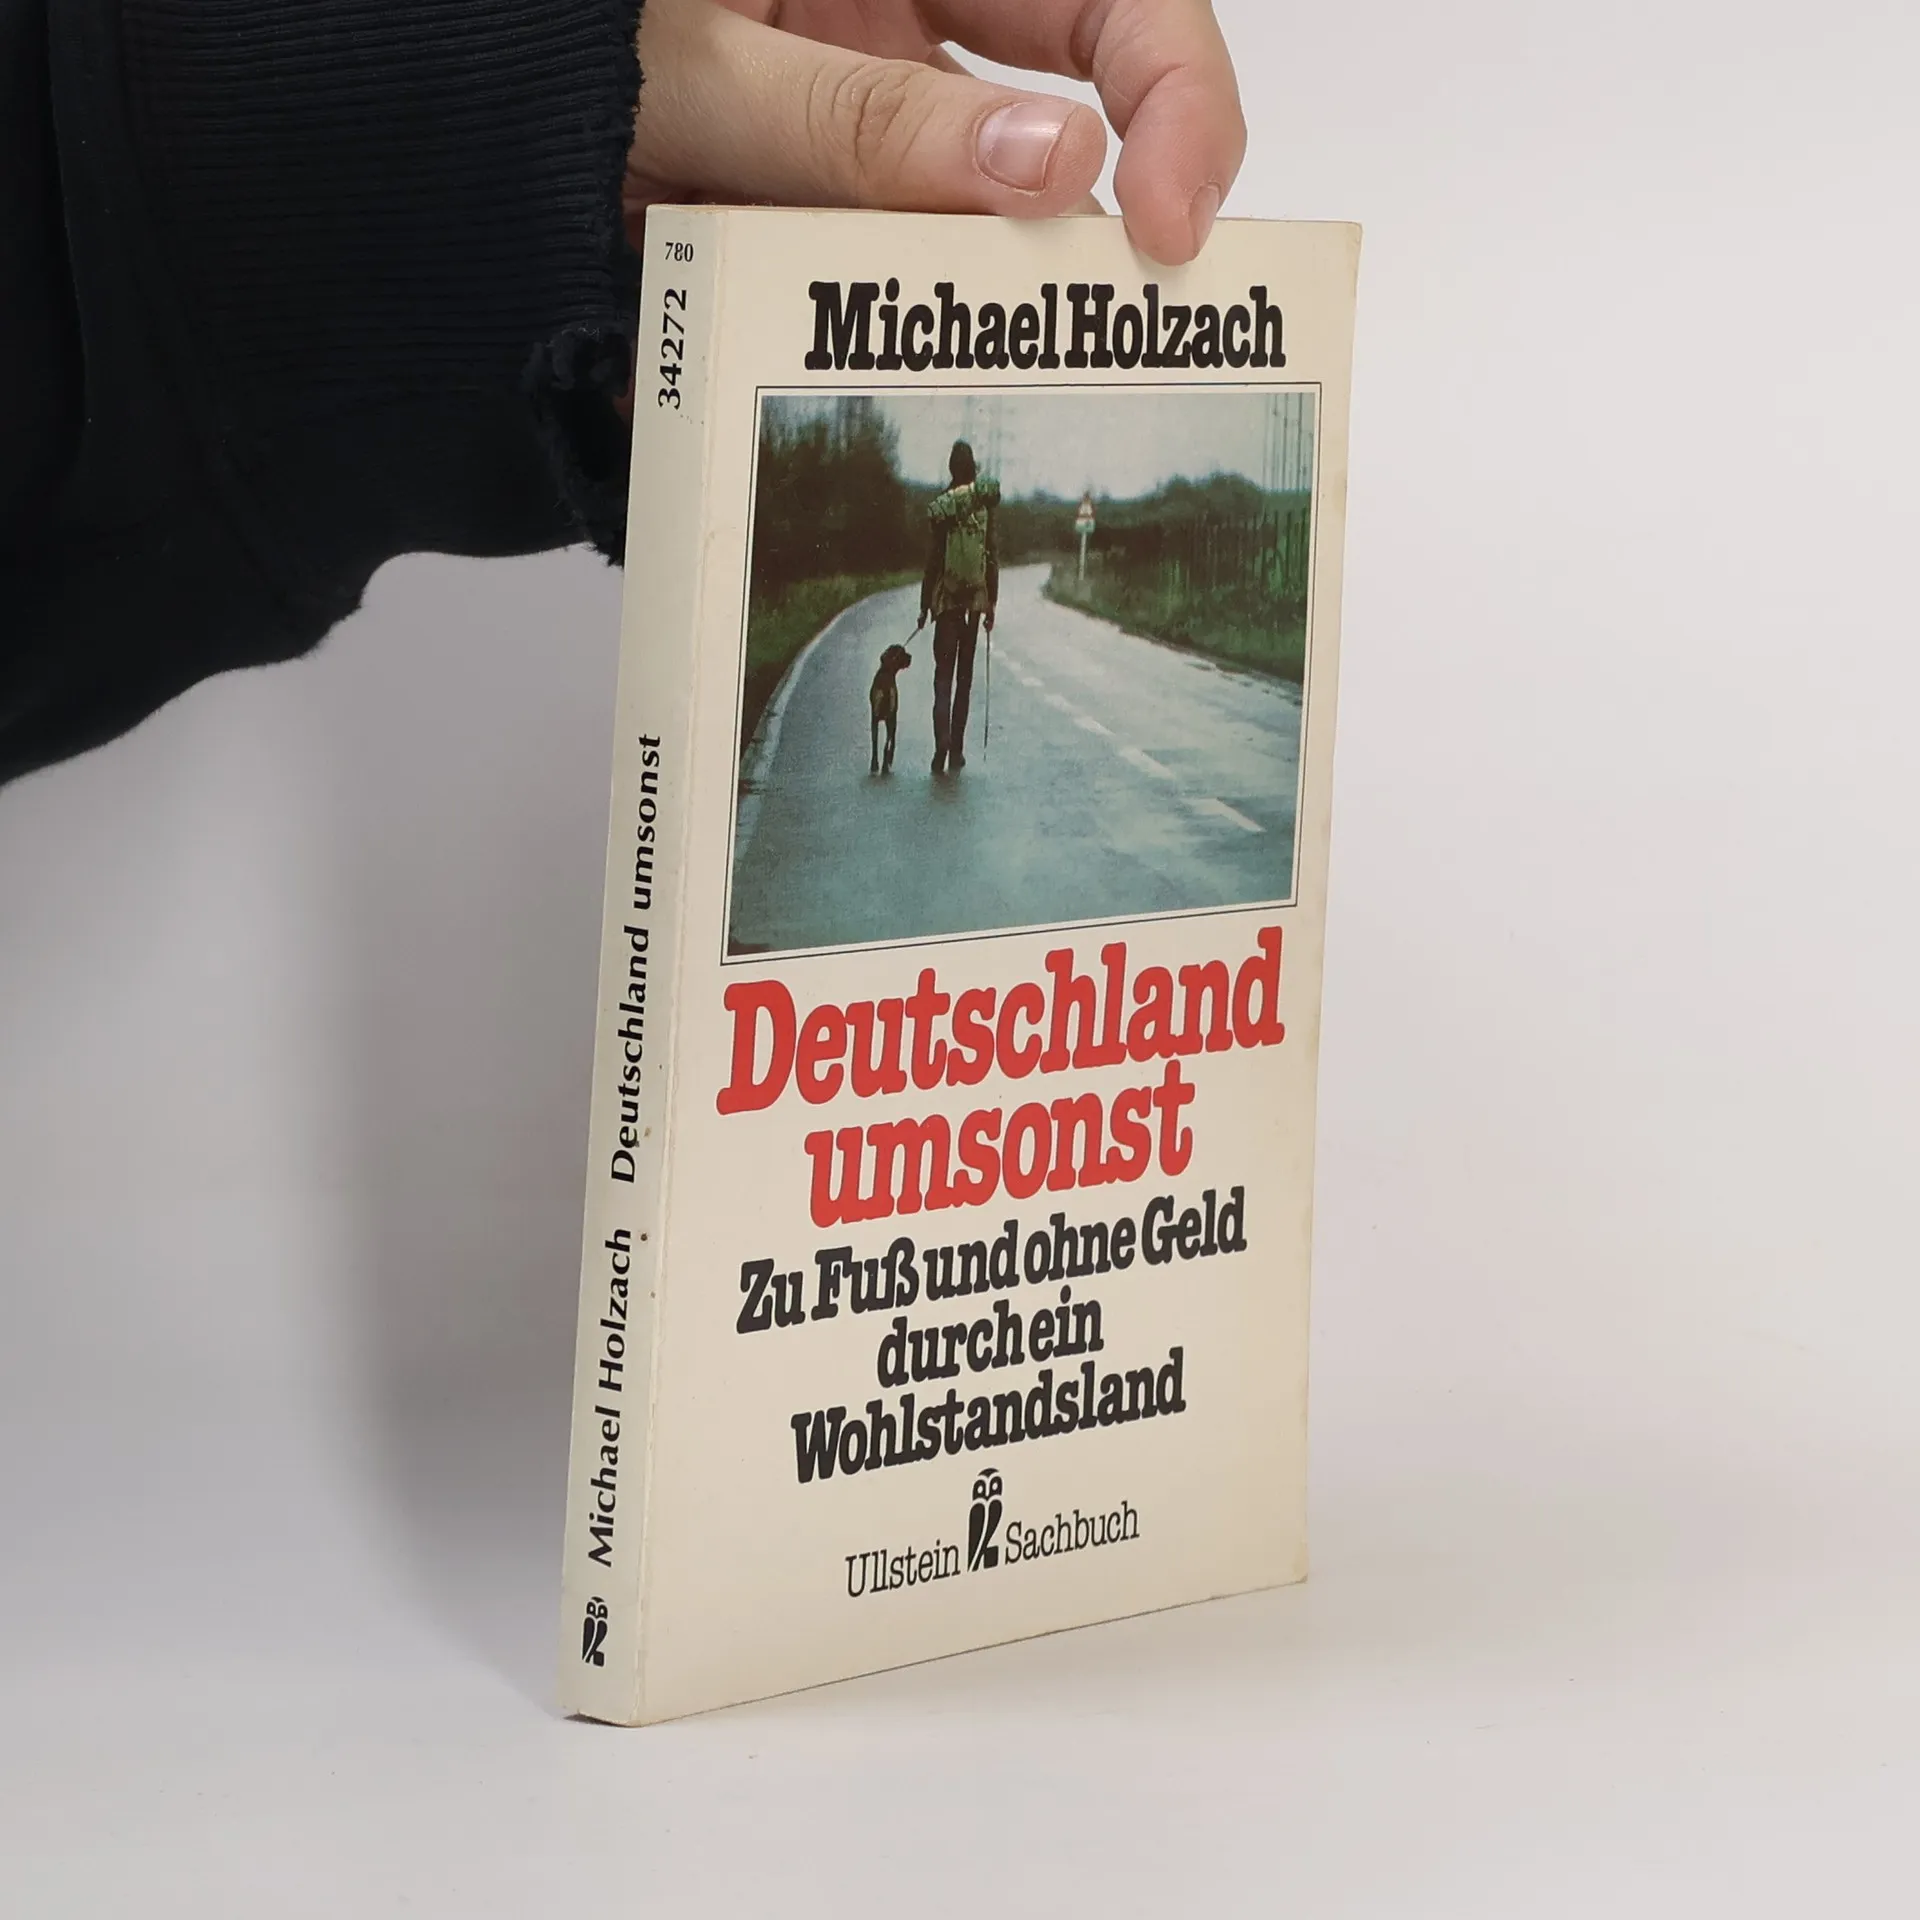 780
34272
Michael Holzach Deutschland umsonst
Michael Holzach
Deutschland
umsonst
Zu Fuß und ohne Geld
durch ein
Wohlstandsland
Ullstein Sachbuch